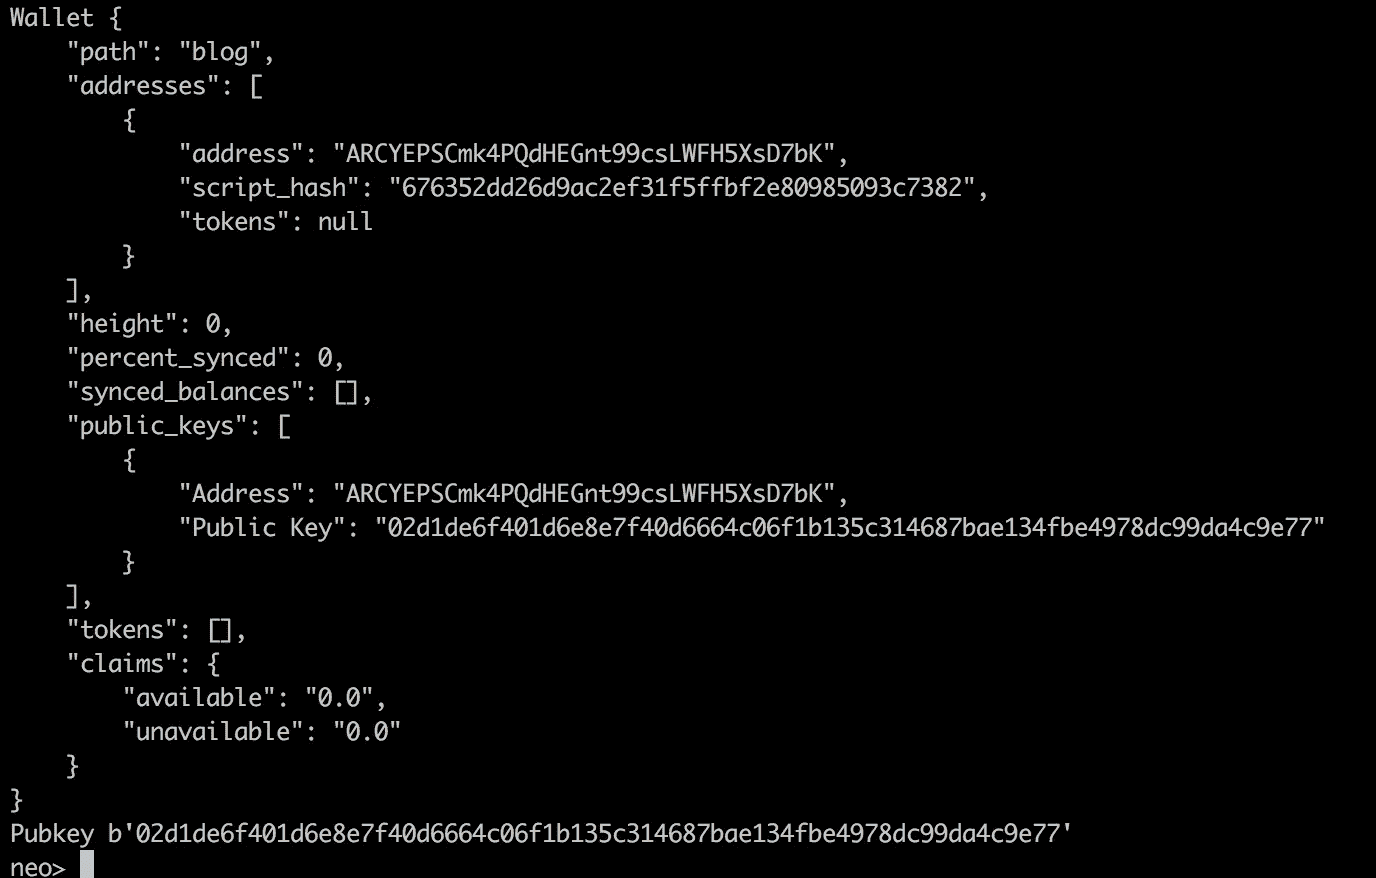 Wallet {
    "path": "blog",
    "addresses": [
        {
            "address": "ARCYEPSCmk4PQdHEGnt99csLWFH5XsD7bK",
            "script_hash": "676352dd26d9ac2ef31f5ffbf2e80985093c7382",
            "tokens": null
        }
    ],
    "height": 0,
    "percent_synced": 0,
    "synced_balances": [],
    "public_keys": [
        {
            "Address": "ARCYEPSCmk4PQdHEGnt99csLWFH5XsD7bK",
            "Public Key": "02d1de6f401d6e8e7f40d6664c06f1b135c314687bae134fbe4978dc99da4c9e77"
        }
    ],
    "tokens": [],
    "claims": {
        "available": "0.0",
        "unavailable": "0.0"
    }
}
Pubkey b'02d1de6f401d6e8e7f40d6664c06f1b135c314687bae134fbe4978dc99da4c9e77'
neo>